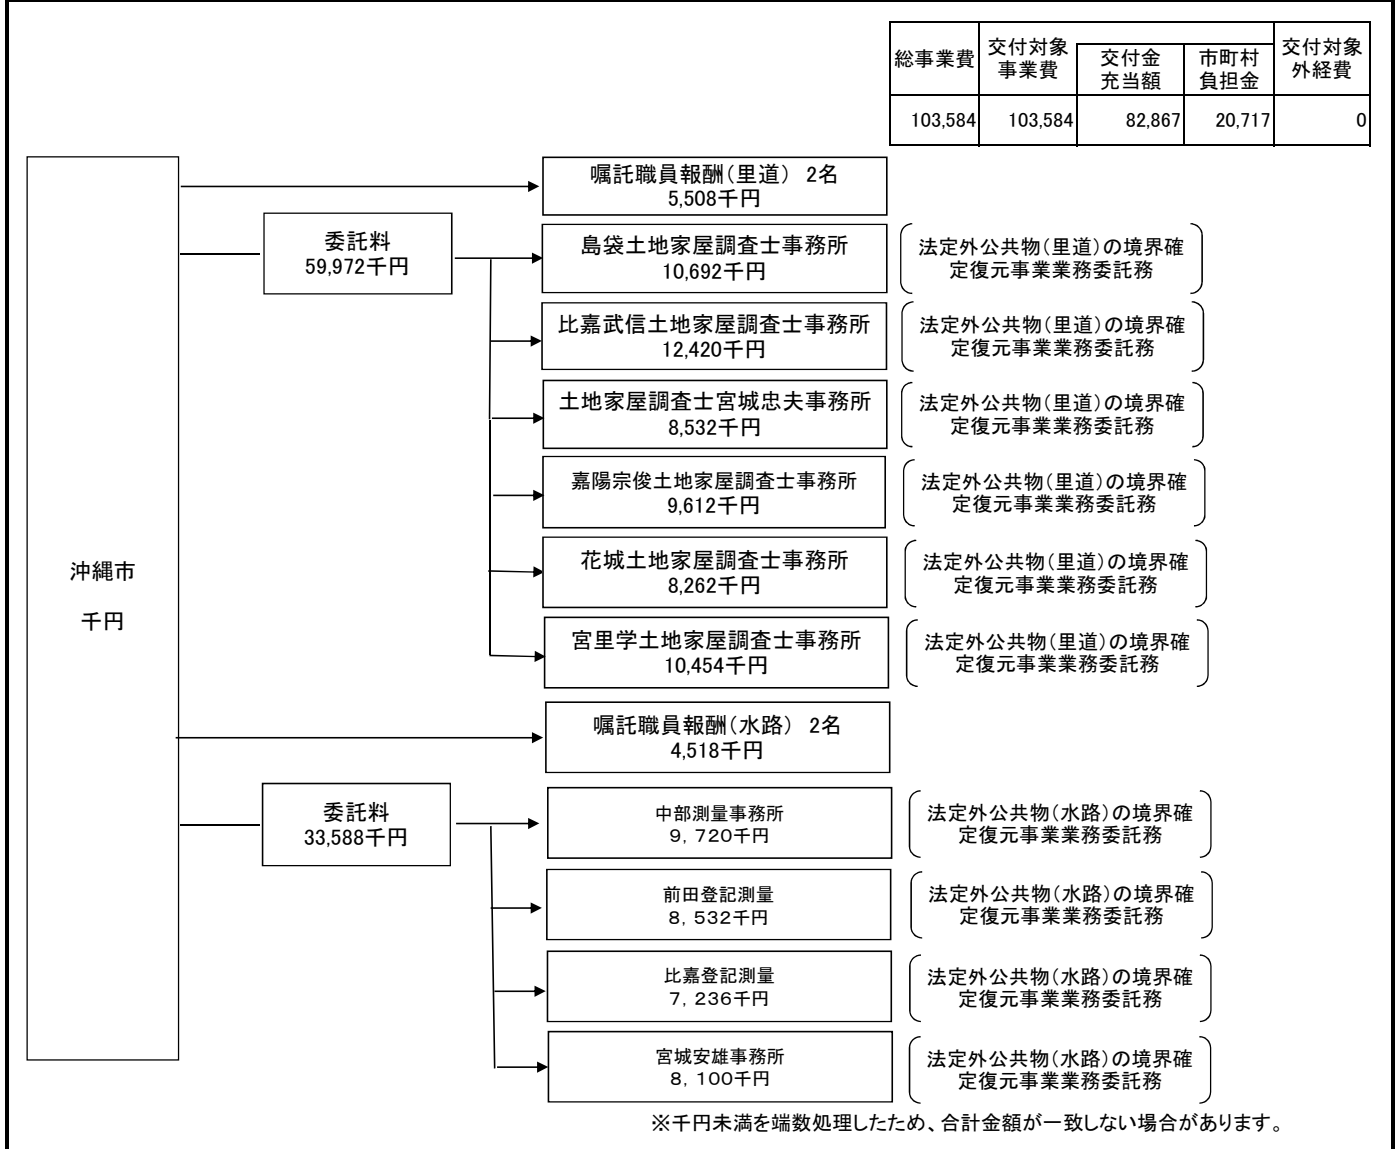 総事業費
交付対象
事業費
交付金
充当額
市町村
負担金
交付対象
外経費
103,584
103,584
82,867
20,717
0
沖縄市
千円
嘱託職員報酬(里道) 2名
5,508千円
委託料
59,972千円
島袋土地家屋調査士事務所
10,692千円
法定外公共物(里道)の境界確
定復元事業業務委託務
比嘉武信土地家屋調査士事務所
12,420千円
法定外公共物(里道)の境界確
定復元事業業務委託務
土地家屋調査士宮城忠夫事務所
8,532千円
法定外公共物(里道)の境界確
定復元事業業務委託務
嘉陽宗俊土地家屋調査士事務所
9,612千円
法定外公共物(里道)の境界確
定復元事業業務委託務
花城土地家屋調査士事務所
8,262千円
法定外公共物(里道)の境界確
定復元事業業務委託務
宮里学土地家屋調査士事務所
10,454千円
法定外公共物(里道)の境界確
定復元事業業務委託務
嘱託職員報酬(水路) 2名
4,518千円
委託料
33,588千円
中部測量事務所
9,720千円
法定外公共物(水路)の境界確
定復元事業業務委託務
前田登記測量
8,532千円
法定外公共物(水路)の境界確
定復元事業業務委託務
比嘉登記測量
7,236千円
法定外公共物(水路)の境界確
定復元事業業務委託務
宮城安雄事務所
8,100千円
法定外公共物(水路)の境界確
定復元事業業務委託務
※千円未満を端数処理したため、合計金額が一致しない場合があります。